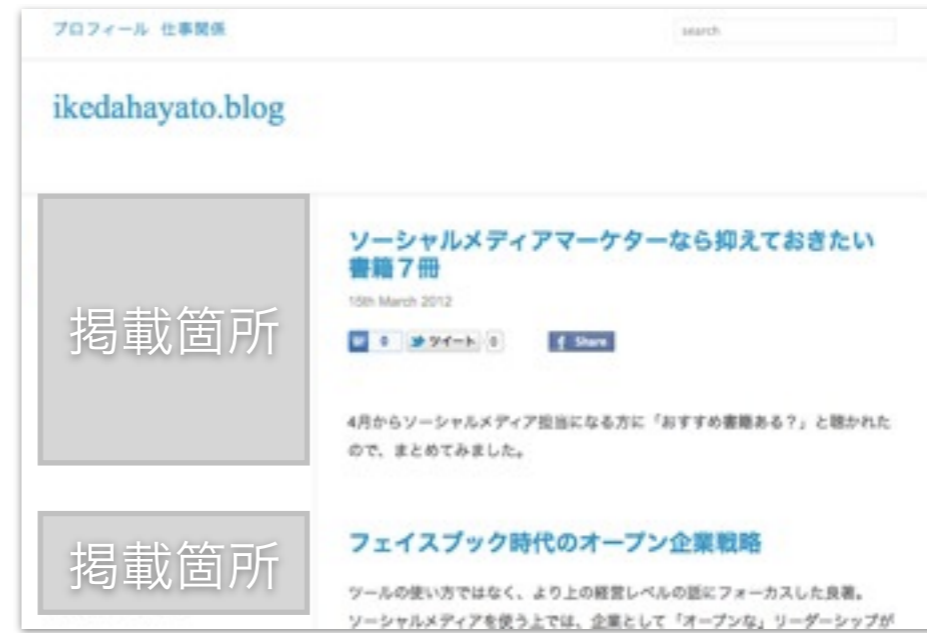 プロフィール 仕事関係
search
ikedahayato.blog
掲載箇所
掲載箇所
ソーシャルメディアマーケターなら抑えておきたい
書籍７冊
15th March 2012
0 ツイート 0 Share
4月からソーシャルメディア担当になる方に「おすすめ書籍ある？」と聴かれた
ので、まとめてみました。
フェイスブック時代のオープン企業戦略
ツールの使い方ではなく、より上の経営レベルの話にフォーカスした良著。
ソーシャルメディアを使う上では、企業として「オープンな」リーダーシップが